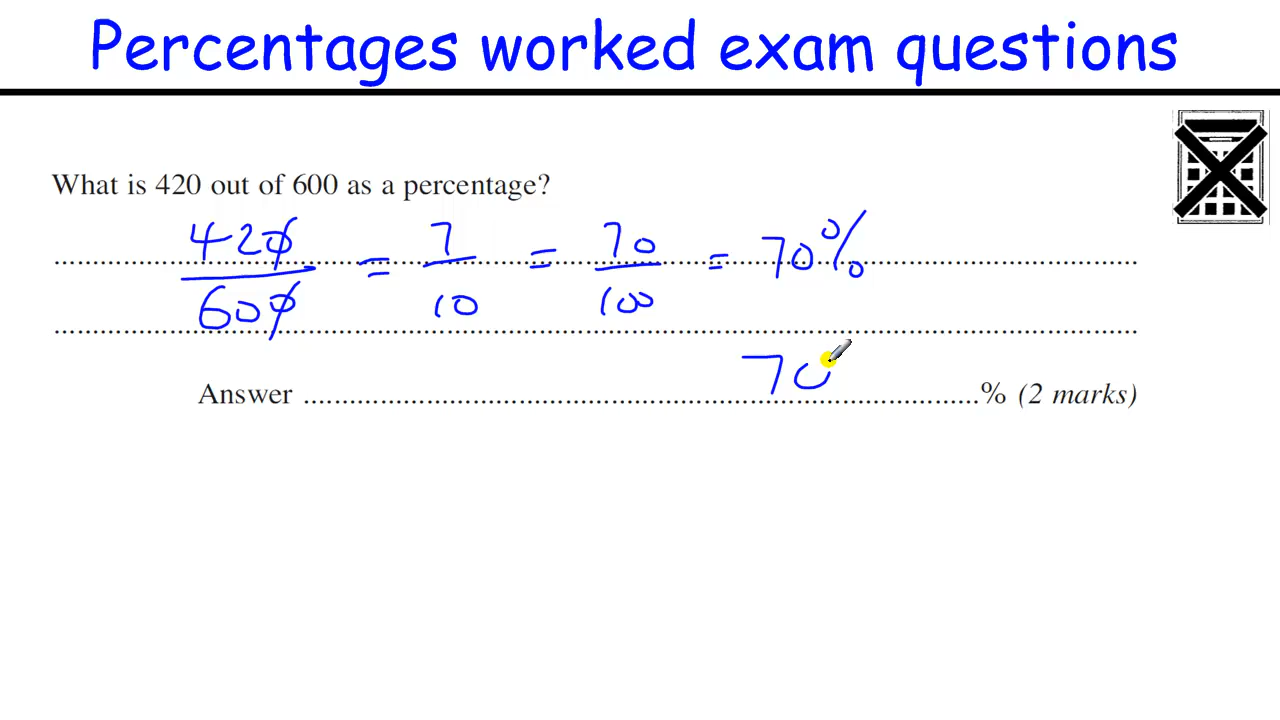 Percentages worked exam questions
What is 420 out of 600 as a percentage?
420/600 = 7/10 = 70/100 = 70%
70
Answer ........................................................................................% (2 marks)